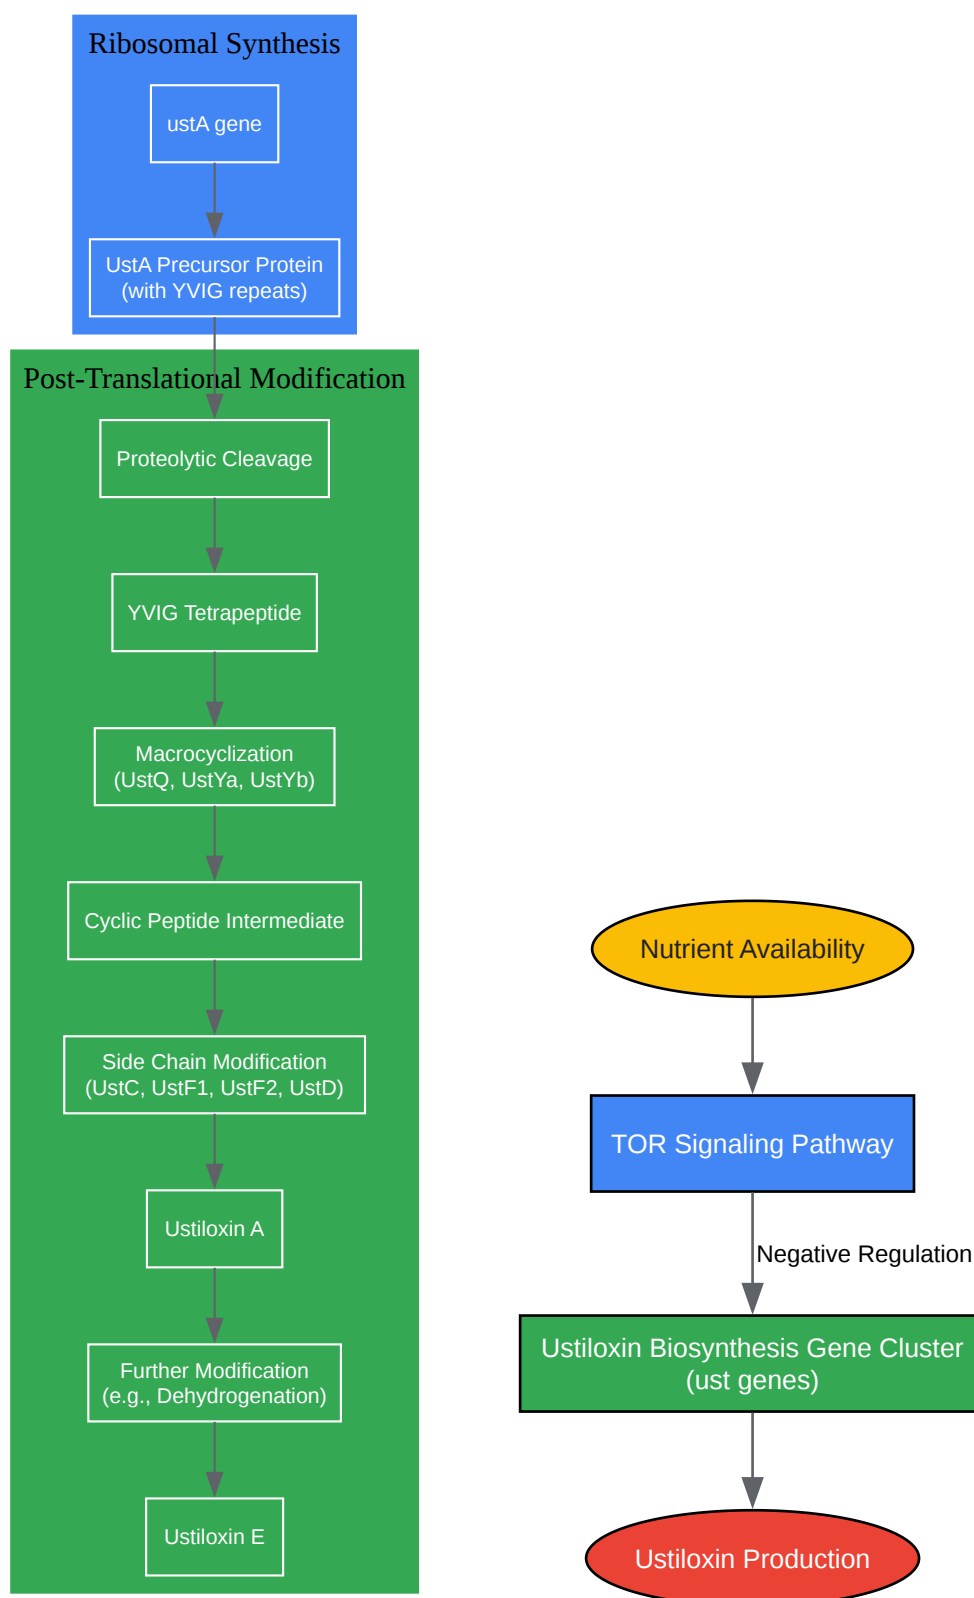 Ribosomal Synthesis
ustA gene
UstA Precursor Protein
(with YVIG repeats)
Post-Translational Modification
Proteolytic Cleavage
YVIG Tetrapeptide
Macrocyclization
(UstQ, UstYa, UstYb)
Cyclic Peptide Intermediate
Side Chain Modification
(UstC, UstF1, UstF2, UstD)
Ustiloxin A
Further Modification
(e.g., Dehydrogenation)
Ustiloxin E
Nutrient Availability
TOR Signaling Pathway
Negative Regulation
Ustiloxin Biosynthesis Gene Cluster
(ust genes)
Ustiloxin Production